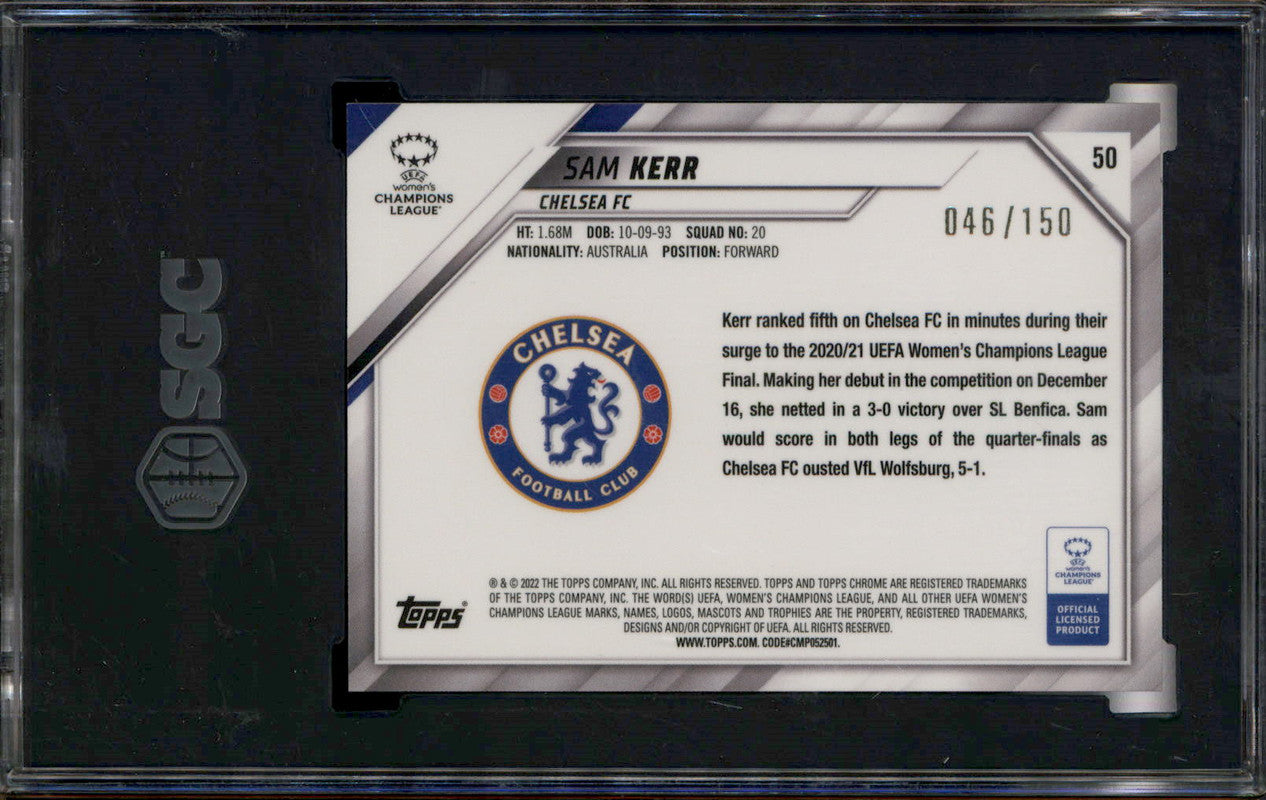 SGC
UEFA
women's
CHAMPIONS
LEAGUE
SAM KERR
50
CHELSEA FC
046/150
HT: 1.68M DOB: 10-09-93 SQUAD NO: 20
NATIONALITY: AUSTRALIA POSITION: FORWARD
CHELSEA
FOOTBALL CLUB
Kerr ranked fifth on Chelsea FC in minutes during their
surge to the 2020/21 UEFA Women's Champions League
Final. Making her debut in the competition on December
16, she netted in a 3-0 victory over SL Benfica. Sam
would score in both legs of the quarter-finals as
Chelsea FC ousted VfL Wolfsburg, 5-1.
Topps®
® & © 2022 THE TOPPS COMPANY, INC. ALL RIGHTS RESERVED. TOPPS AND TOPPS CHROME ARE REGISTERED TRADEMARKS
OF THE TOPPS COMPANY, INC. THE WORD(S) UEFA, WOMEN'S CHAMPIONS LEAGUE, AND ALL OTHER UEFA WOMEN'S
CHAMPIONS LEAGUE MARKS, NAMES, LOGOS, MASCOTS AND TROPHIES ARE THE PROPERTY, REGISTERED TRADEMARKS,
DESIGNS AND/OR COPYRIGHT OF UEFA. ALL RIGHTS RESERVED.
WWW.TOPPS.COM. CODE#CMP052501.
UEFA
women's
CHAMPIONS
LEAGUE
OFFICIAL
LICENSED
PRODUCT